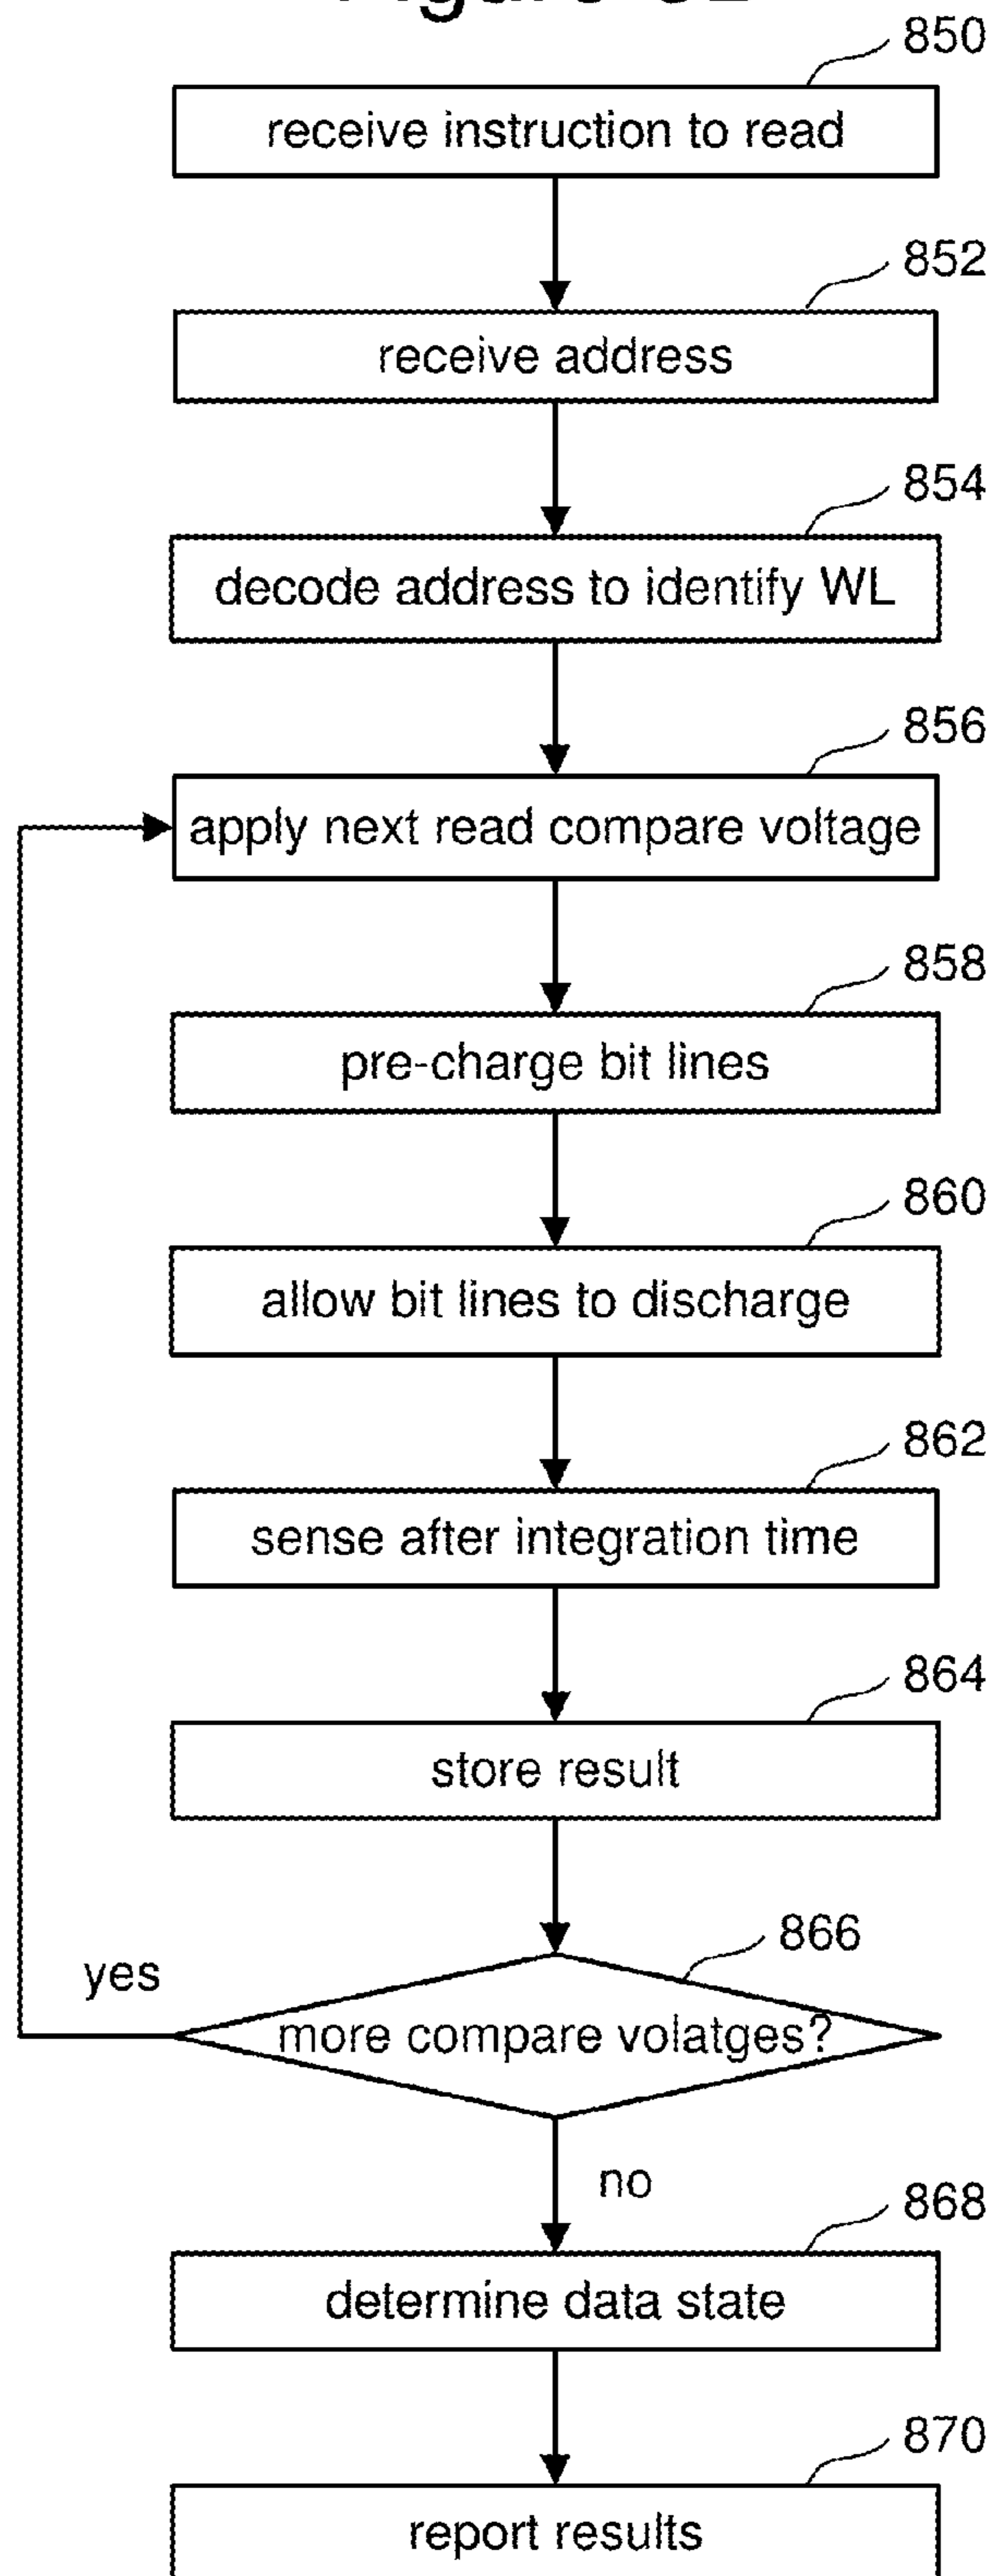 850
receive instruction to read
852
receive address
854
decode address to identify WL
856
apply next read compare voltage
858
pre-charge bit lines
860
allow bit lines to discharge
862
sense after integration time
864
store result
866
yes
more compare volatges?
no
868
determine data state
870
report results